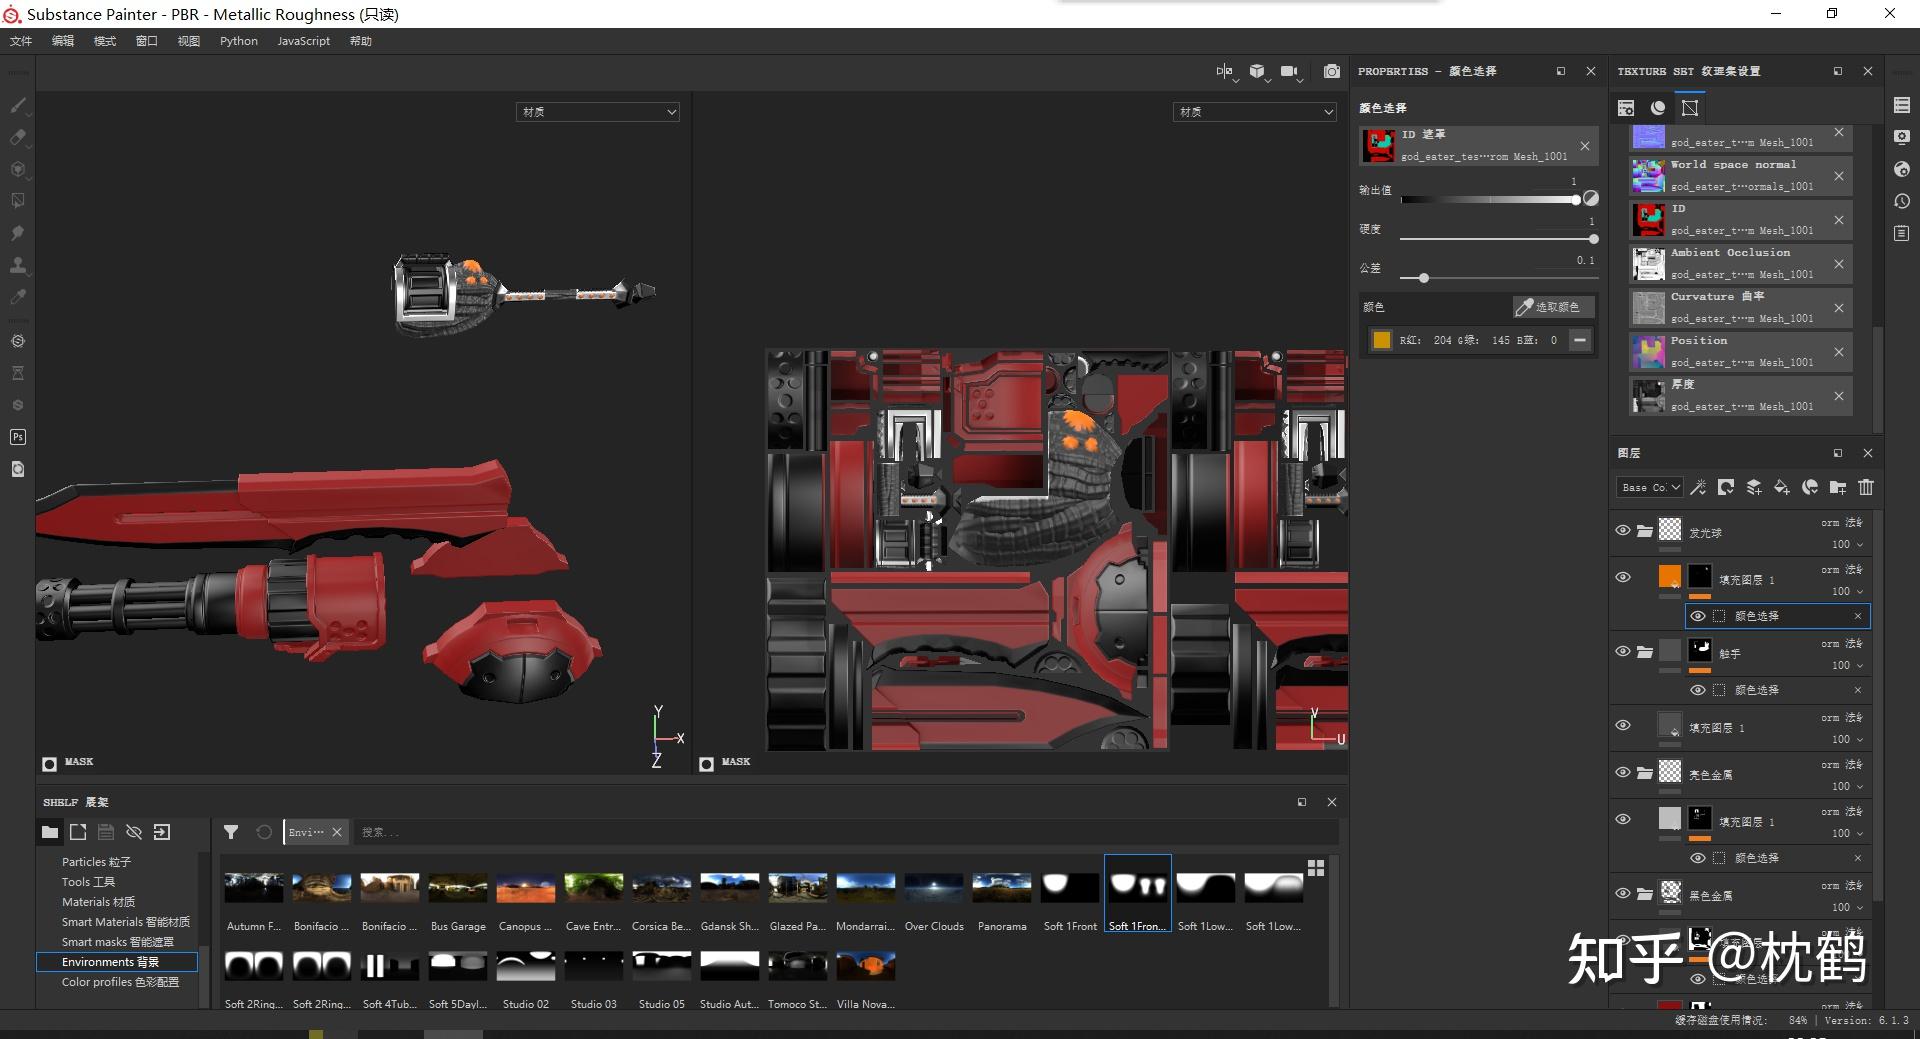 Substance Painter - PBR - Metallic Roughness (只读)
文件 编辑 模式 窗口 视图 Python JavaScript 帮助
材质
材质
MASK
MASK
Y
X
Z
V
U
PROPERTIES - 颜色选择
颜色选择
ID 遮罩
god_eater_tes···rom Mesh_1001
输出值 1
硬度 1
公差 0.1
颜色 选取颜色
R红: 204 G绿: 145 B蓝: 0
TEXTURE SET 纹理集设置
god_eater_t···m Mesh_1001
World space normal
god_eater_t···ormals_1001
ID
god_eater_t···m Mesh_1001
Ambient Occlusion
god_eater_t···m Mesh_1001
Curvature 曲率
god_eater_t···m Mesh_1001
Position
god_eater_t···m Mesh_1001
厚度
god_eater_t···m Mesh_1001
图层
Base Co
发光球 orm 100
填充图层 1 orm 100
颜色选择
触手 orm 100
颜色选择
填充图层 1 orm 100
亮色金属 orm 100
填充图层 1 orm 100
颜色选择
黑色金属 orm 100
orm
知乎 @枕鹤
Ps
SHELF 展架
Envi··· 搜索...
Particles 粒子
Tools 工具
Materials 材质
Smart Materials 智能材质
Smart masks 智能遮罩
Environments 背景
Color profiles 色彩配置
Autumn F... Bonifacio ... Bonifacio ... Bus Garage Canopus ... Cave Entr... Corsica Be... Gdansk Sh... Glazed Pa... Mondarrai... Over Clouds Panorama Soft 1Front Soft 1Fron... Soft 1Low... Soft 1Low...
Soft 2Ring... Soft 2Ring... Soft 4Tub... Soft 5Dayl... Studio 02 Studio 03 Studio 05 Studio Aut... Tomoco St... Villa Nova...
缓存磁盘使用情况: 84% | Version: 6.1.3